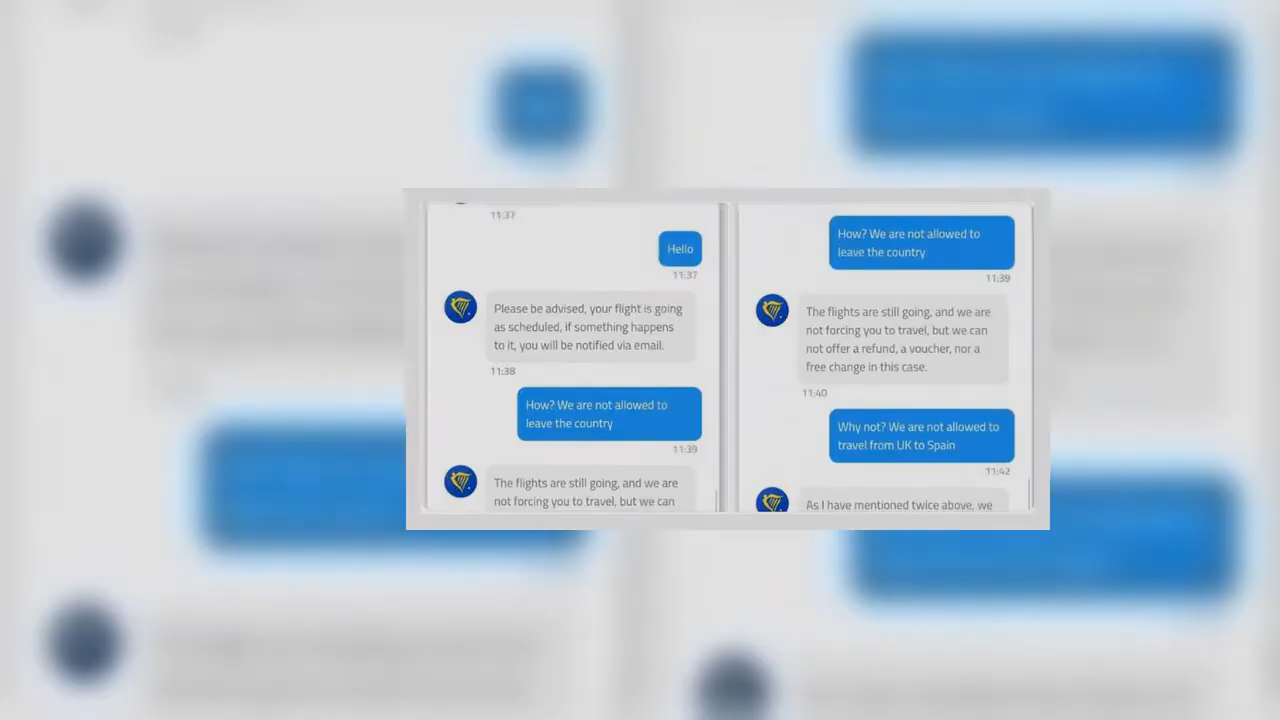 11:37
Hello
11:37
Please be advised, your flight is going
as scheduled, if something happens
to it, you will be notified via email.
11:38
How? We are not allowed to
leave the country
11:39
The flights are still going, and we are
not forcing you to travel, but we can
How? We are not allowed to
leave the country
11:39
The flights are still going, and we are
not forcing you to travel, but we can
not offer a refund, a voucher, nor a
free change in this case.
11:40
Why not? We are not allowed to
travel from UK to Spain
11:42
As I have mentioned twice above, we